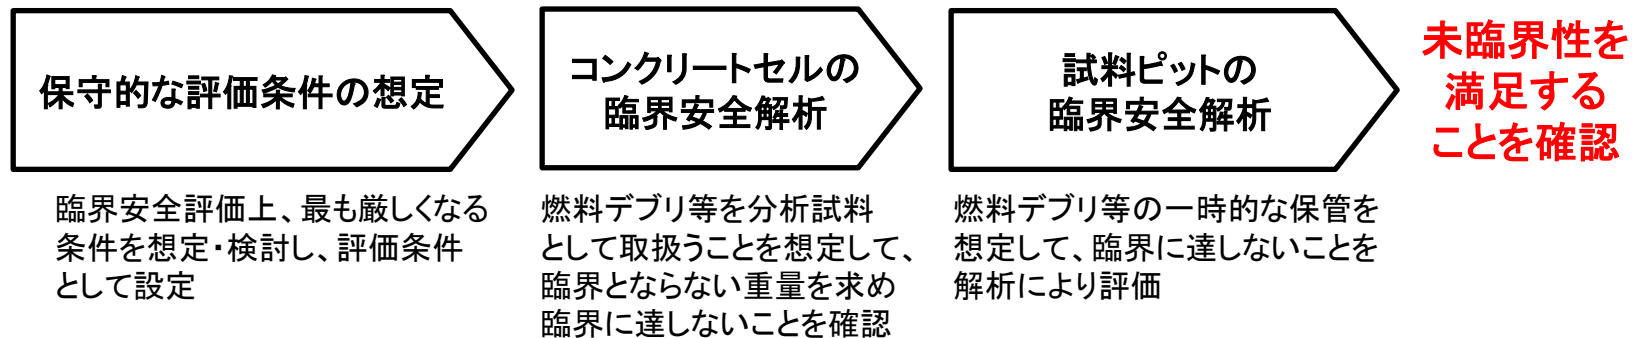 保守的な評価条件の想定
臨界安全評価上、最も厳しくなる
条件を想定・検討し、評価条件
として設定
コンクリートセルの
臨界安全解析
燃料デブリ等を分析試料
として取扱うことを想定して、
臨界とならない重量を求め
臨界に達しないことを確認
試料ピットの
臨界安全解析
燃料デブリ等の一時的な保管を
想定して、臨界に達しないことを
解析により評価
未臨界性を
満足する
ことを確認